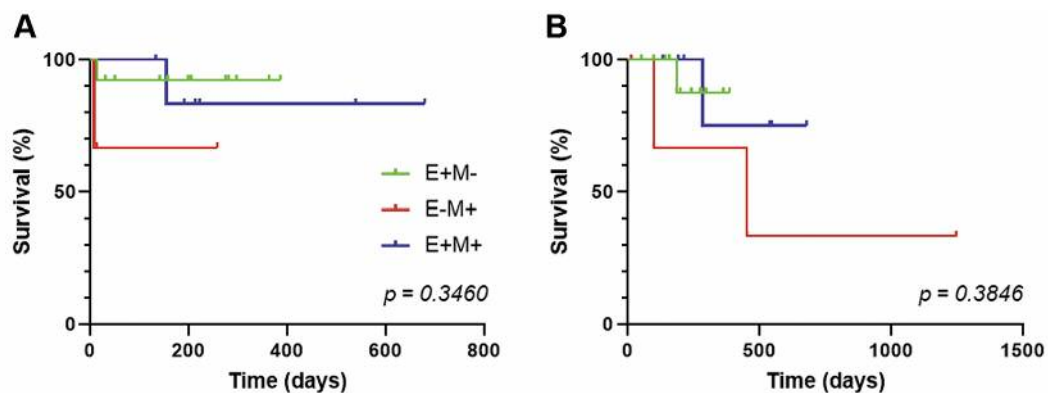 A
100
50
0
Survival (%)
0 200 400 600 800
Time (days)
E+M-
E-M+
E+M+
p = 0.3460
B
100
50
0
Survival (%)
0 500 1000 1500
Time (days)
p = 0.3846